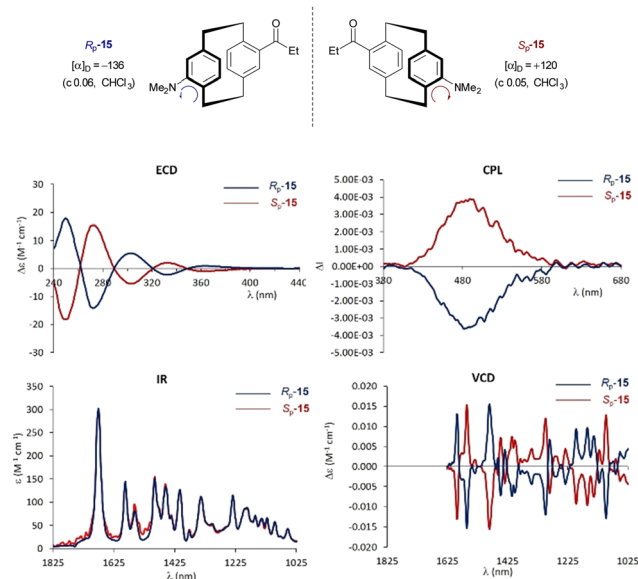 O
Et
Me₂N
Rₚ-15
[α]D = –136
(c 0.06, CHCl₃)
O
Et
NMe₂
Sₚ-15
[α]D = +120
(c 0.05, CHCl₃)
ECD
Rₚ-15
Sₚ-15
Δε (M⁻¹ cm⁻¹)
30
20
10
0
-10
-20
-30
240 280 320 360 400 440
λ (nm)
CPL
Rₚ-15
Sₚ-15
ΔI
5.00E-03
4.00E-03
3.00E-03
2.00E-03
1.00E-03
0.00E+00
-1.00E-03
-2.00E-03
-3.00E-03
-4.00E-03
-5.00E-03
380 480 580 680
λ (nm)
IR
Rₚ-15
Sₚ-15
ε (M⁻¹ cm⁻¹)
350
300
250
200
150
100
50
0
1825 1625 1425 1225 1025
λ (nm)
VCD
Rₚ-15
Sₚ-15
Δε (M⁻¹ cm⁻¹)
0.020
0.015
0.010
0.005
0.000
-0.005
-0.010
-0.015
-0.020
1825 1625 1425 1225 1025
λ (nm)